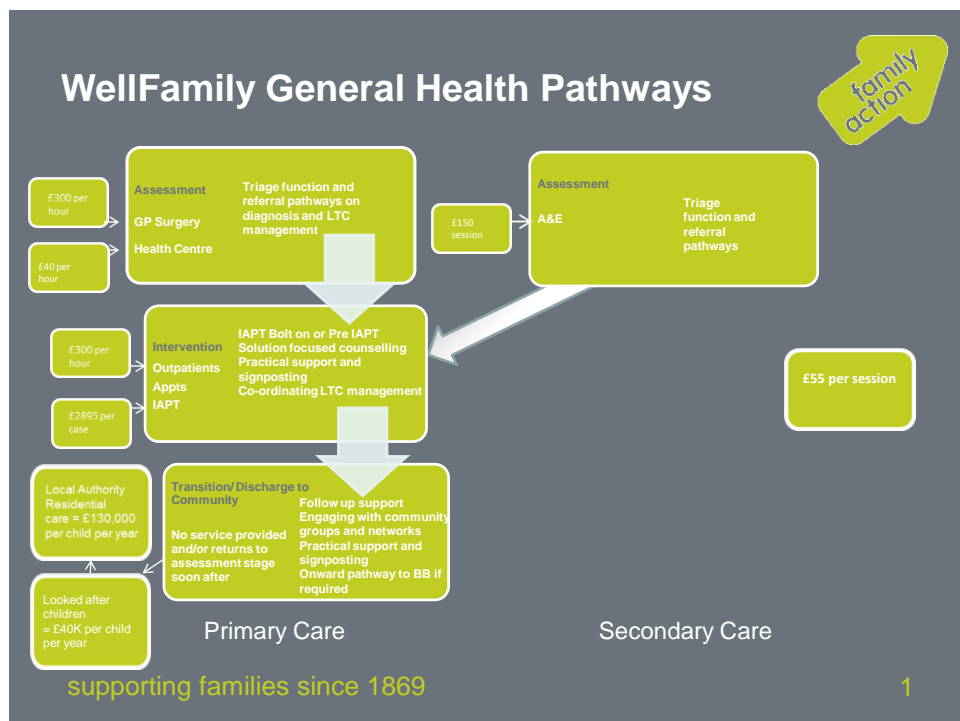 WellFamily General Health Pathways
family
action
£300 per
hour
£40 per
hour
Assessment
GP Surgery
Health Centre
Triage function and
referral pathways on
diagnosis and LTC
management
£150
session
Assessment
A&E
Triage
function and
referral
pathways
£300 per
hour
£2895 per
case
Intervention
Outpatients
Appts
IAPT
IAPT Bolt on or Pre IAPT
Solution focused counselling
Practical support and
signposting
Co-ordinating LTC management
£55 per session
Local Authority
Residential
care = £130,000
per child per year
Looked after
children
= £40K per child
per year
Transition/Discharge to
Community
No service provided
and/or returns to
assessment stage
soon after
Follow up support
Engaging with community
groups and networks
Practical support and
signposting
Onward pathway to BB if
required
Primary Care
Secondary Care
supporting families since 1869
1